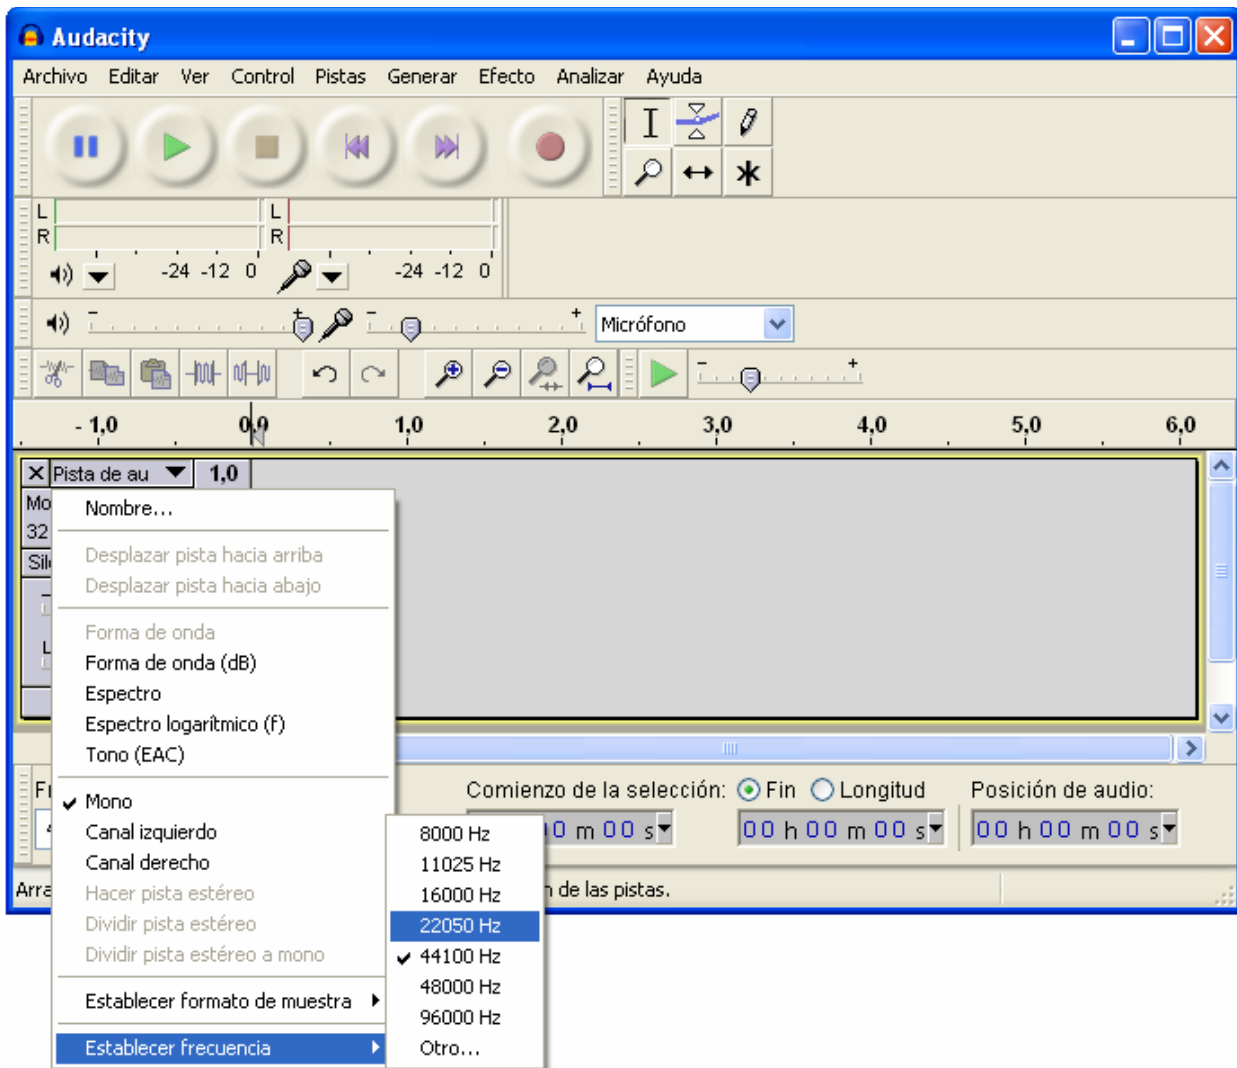 Audacity
Archivo Editar Ver Control Pistas Generar Efecto Analizar Ayuda
L L
R R
-24 -12 0 -24 -12 0
- + - + Micrófono
- +
- 1,0 0,0 1,0 2,0 3,0 4,0 5,0 6,0
X Pista de au 1,0
Mo
32
Nombre...
Desplazar pista hacia arriba
Desplazar pista hacia abajo
Forma de onda
L
Forma de onda (dB)
Espectro
Espectro logarítmico (f)
Tono (EAC)
Comienzo de la selección: Fin Longitud Posición de audio:
Mono
Canal izquierdo
8000 Hz
0 m 00 s 00 h 00 m 00 s 00 h 00 m 00 s
Canal derecho
11025 Hz
Arra
Hacer pista estéreo
16000 Hz
n de las pistas.
Dividir pista estéreo
22050 Hz
Dividir pista estéreo a mono
44100 Hz
48000 Hz
Establecer formato de muestra
96000 Hz
Establecer frecuencia
Otro...